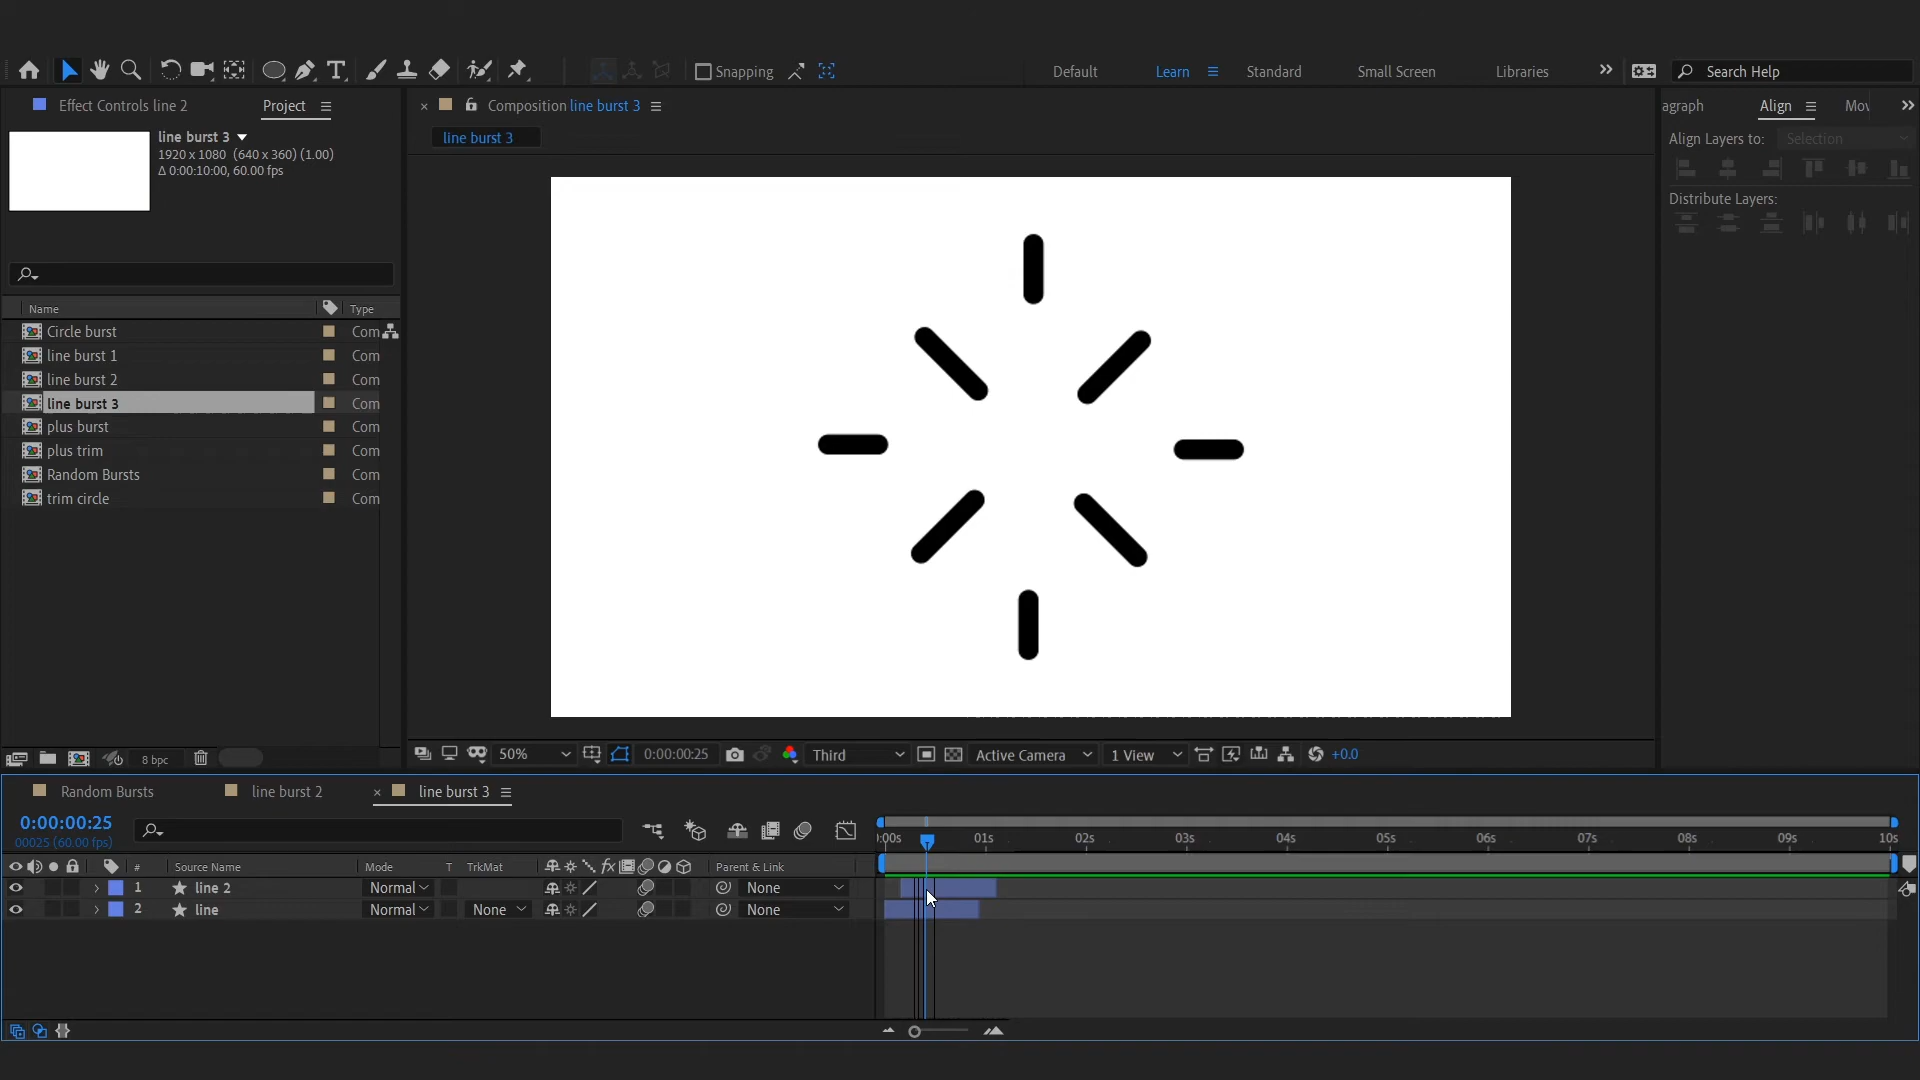 Snapping
Default
Learn
Standard
Small Screen
Libraries
Search Help
Effect Controls line 2
Project
Composition line burst 3
agraph
Align
Mov
line burst 3
1920 x 1080 (640 x 360) (1.00)
Δ 0:00:10:00, 60.00 fps
line burst 3
Align Layers to:
Selection
Distribute Layers:
Name
Type
Circle burst
Com
line burst 1
Com
line burst 2
Com
line burst 3
Com
plus burst
Com
plus trim
Com
Random Bursts
Com
trim circle
Com
8 bpc
50%
0:00:00:25
Third
Active Camera
1 View
+0.0
Random Bursts
line burst 2
line burst 3
0:00:00:25
00025 (60.00 fps)
):00s
01s
02s
03s
04s
05s
06s
07s
08s
09s
10s
#
Source Name
Mode
T
TrkMat
fx
Parent & Link
1
line 2
Normal
None
2
line
Normal
None
None